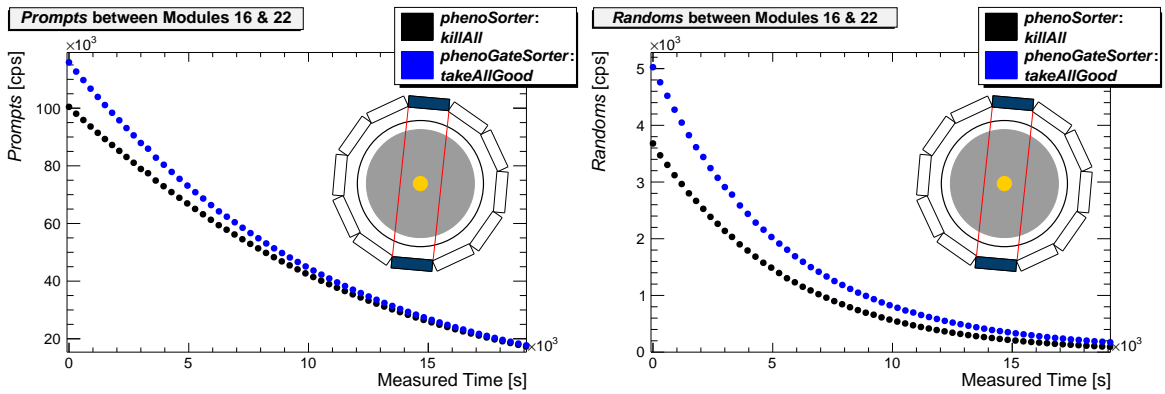 Prompts between Modules 16 & 22
phenoSorter:
killAll
phenoGateSorter:
takeAllGood
×10³
Prompts [cps]
100
80
60
40
20
0
5
10
15
×10³
Measured Time [s]
Randoms between Modules 16 & 22
phenoSorter:
killAll
phenoGateSorter:
takeAllGood
×10³
Randoms [cps]
5
4
3
2
1
0
0
5
10
15
×10³
Measured Time [s]